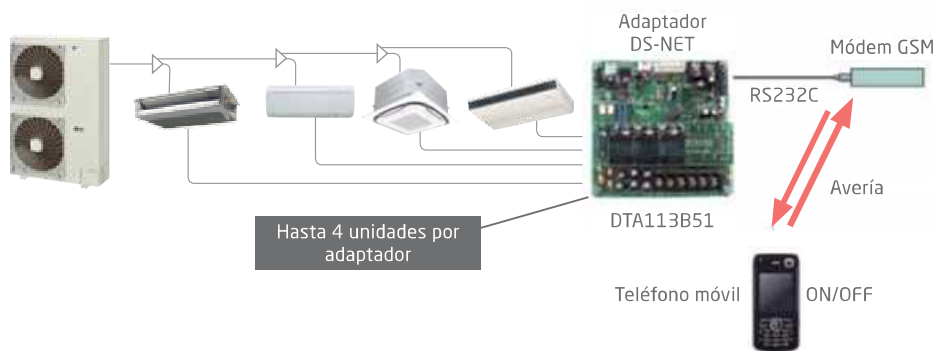 Adaptador
DS-NET
Módem GSM
RS232C
Avería
DTA113B51
Hasta 4 unidades por
adaptador
Teléfono móvil
ON/OFF